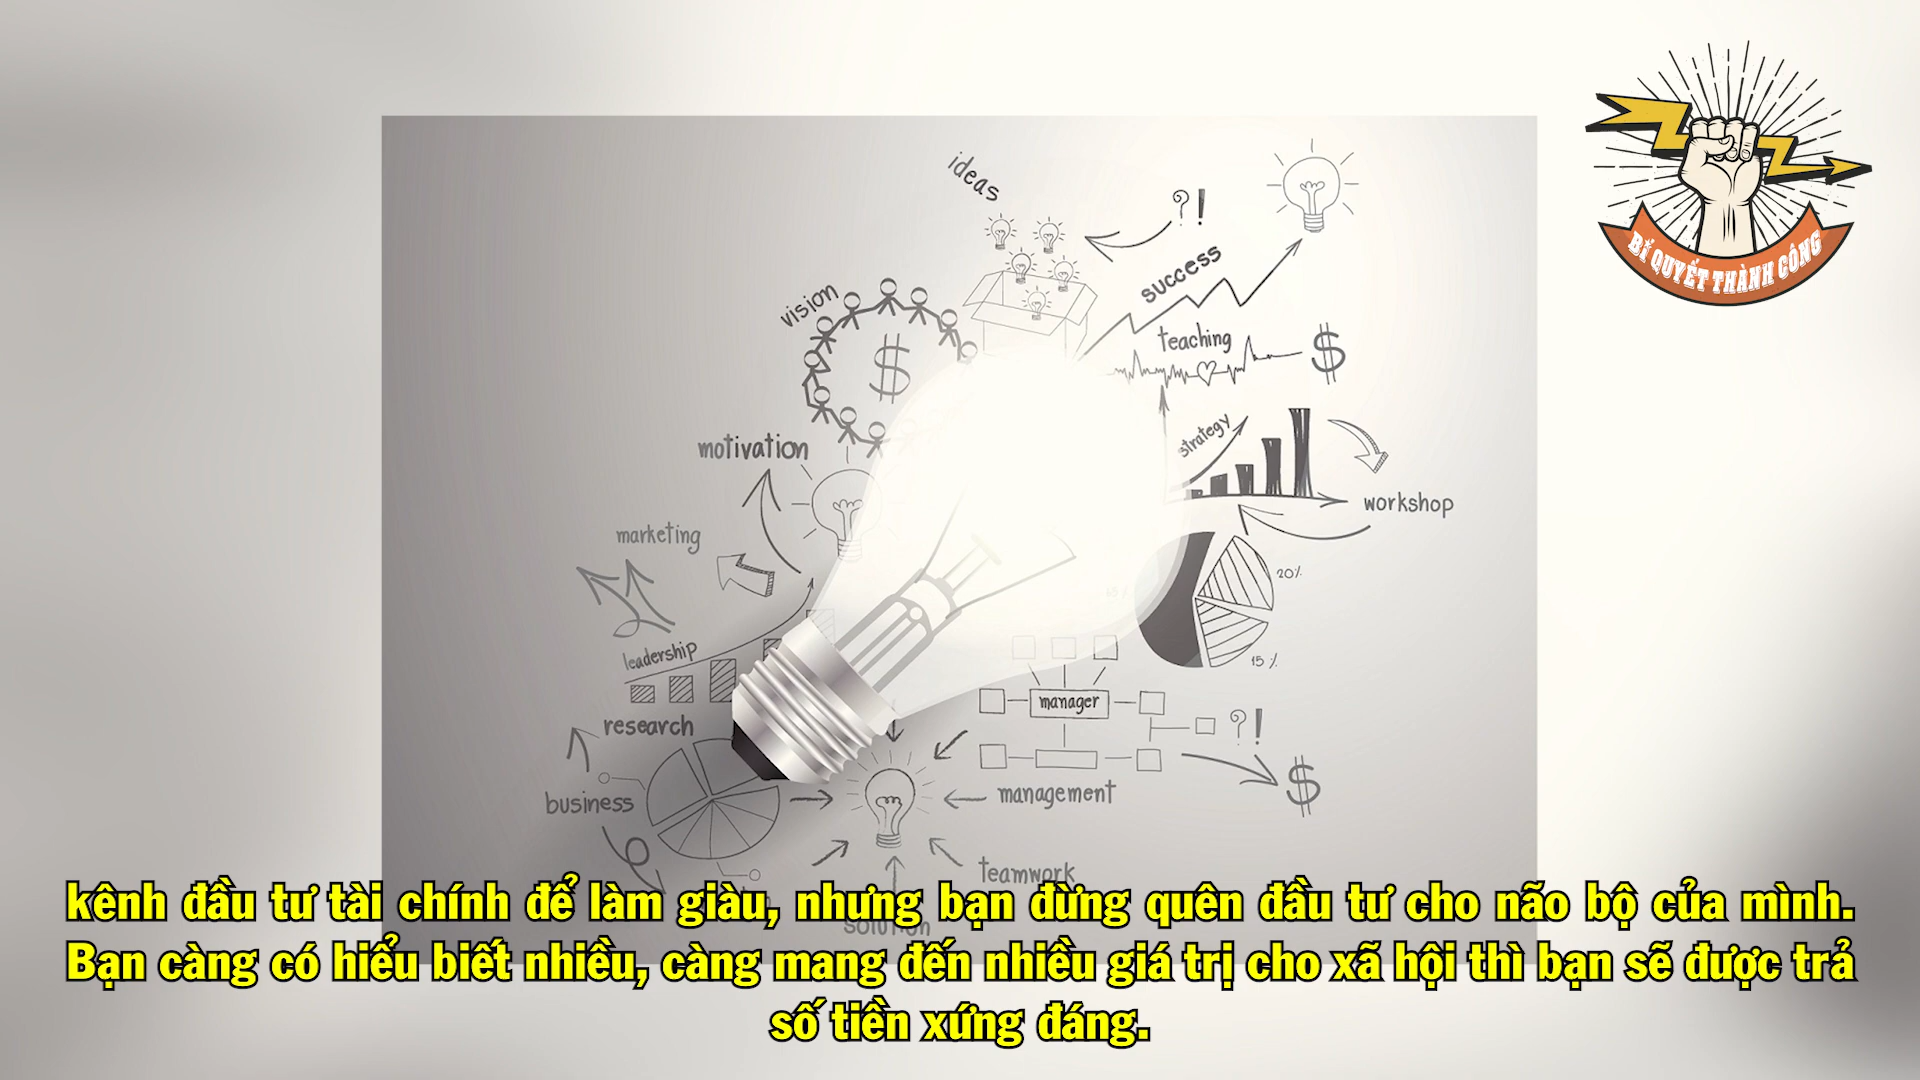 ideas
?!
success
BÍ QUYẾT THÀNH CÔNG
vision
$
teaching
$
strategy
motivation
workshop
marketing
20%
leadership
15%
manager
research
?!
$
business
management
teamwork
solution
kênh đầu tư tài chính để làm giàu, nhưng bạn đừng quên đầu tư cho não bộ của mình.
Bạn càng có hiểu biết nhiều, càng mang đến nhiều giá trị cho xã hội thì bạn sẽ được trả
số tiền xứng đáng.